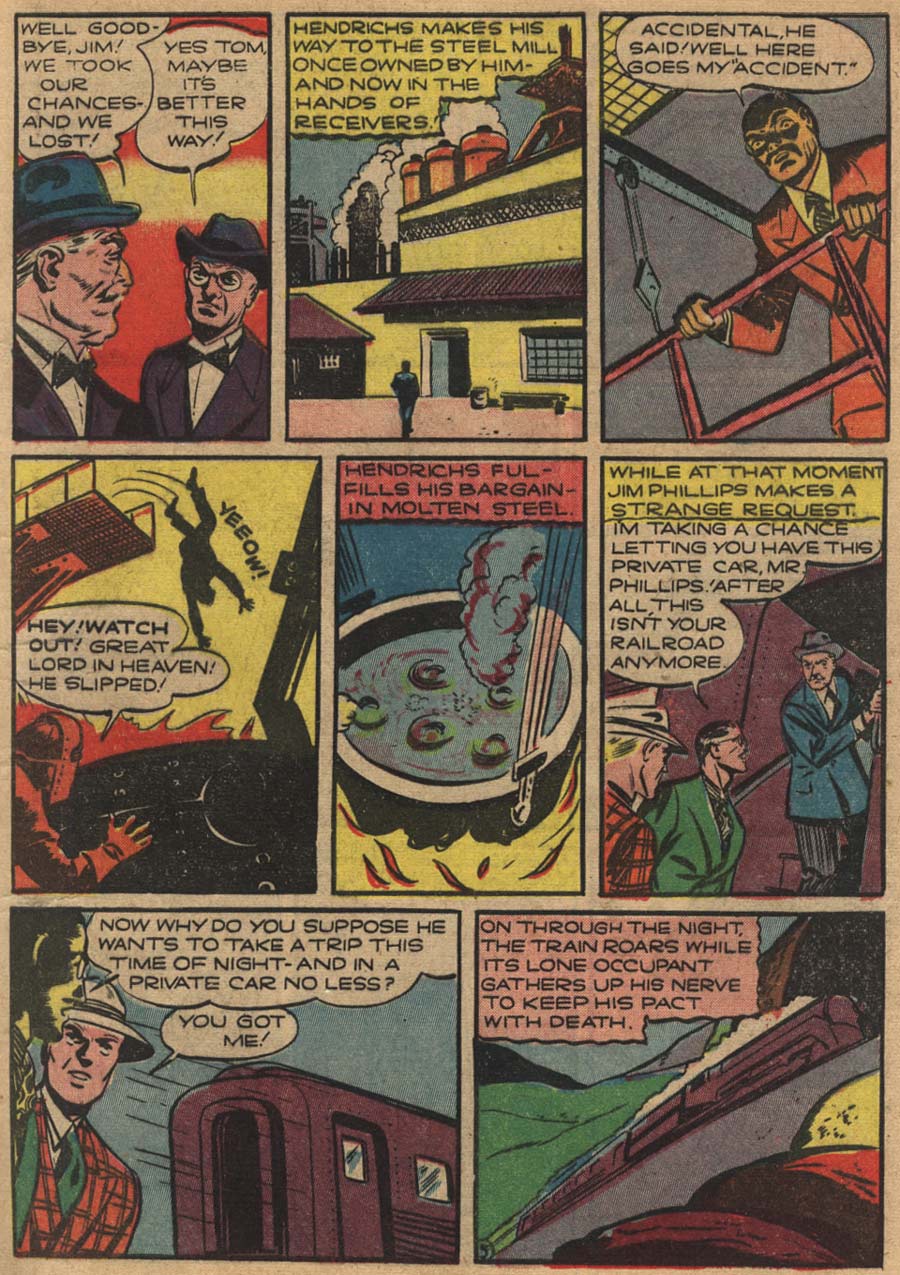 WELL GOOD-
BYE, JIM!
WE TOOK
OUR
CHANCES-
AND WE
LOST!
YES TOM,
MAYBE
IT'S
BETTER
THIS
WAY!
HENDRICHS MAKES HIS
WAY TO THE STEEL MILL
ONCE OWNED BY HIM-
AND NOW IN THE
HANDS OF
RECEIVERS!
ACCIDENTAL, HE
SAID! WELL HERE
GOES MY "ACCIDENT."
YEEOW!
HEY! WATCH
OUT! GREAT
LORD IN HEAVEN!
HE SLIPPED!
HENDRICHS FUL-
FILLS HIS BARGAIN-
IN MOLTEN STEEL.
WHILE AT THAT MOMENT
JIM PHILLIPS MAKES A
STRANGE REQUEST.
I'M TAKING A CHANCE
LETTING YOU HAVE THIS
PRIVATE CAR, MR.
PHILLIPS! AFTER
ALL, THIS
ISN'T YOUR
RAILROAD
ANYMORE.
NOW WHY DO YOU SUPPOSE HE
WANTS TO TAKE A TRIP THIS
TIME OF NIGHT-AND IN A
PRIVATE CAR NO LESS?
YOU GOT
ME!
ON THROUGH THE NIGHT,
THE TRAIN ROARS WHILE
ITS LONE OCCUPANT
GATHERS UP HIS NERVE
TO KEEP HIS PACT
WITH DEATH.